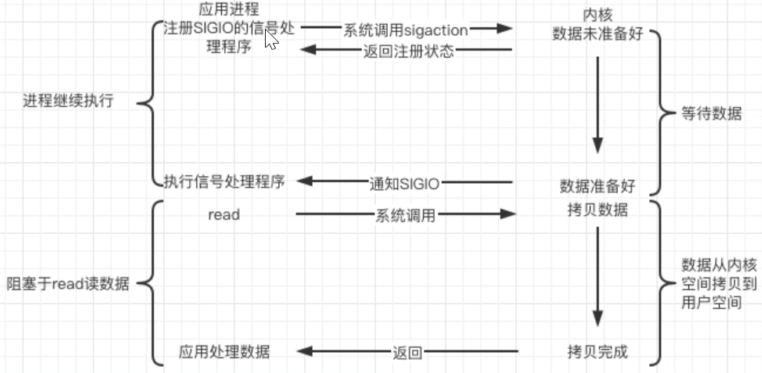 应用进程
注册SIGIO的信号处
理程序
系统调用sigaction
返回注册状态
内核
数据未准备好
进程继续执行
等待数据
执行信号处理程序
通知SIGIO
数据准备好
read
系统调用
拷贝数据
阻塞于read读数据
数据从内核
空间拷贝到
用户空间
应用处理数据
返回
拷贝完成